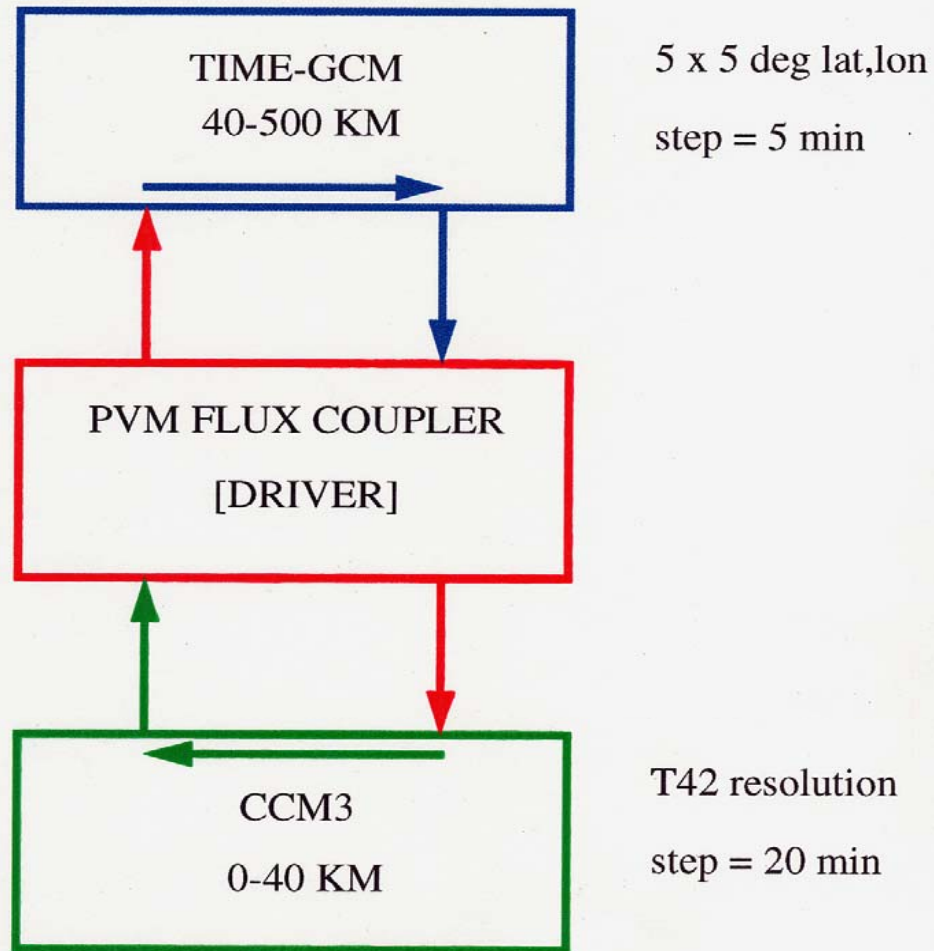 TIME-GCM
40-500 KM
5 x 5 deg lat,lon
step = 5 min
PVM FLUX COUPLER
[DRIVER]
CCM3
0-40 KM
T42 resolution
step = 20 min